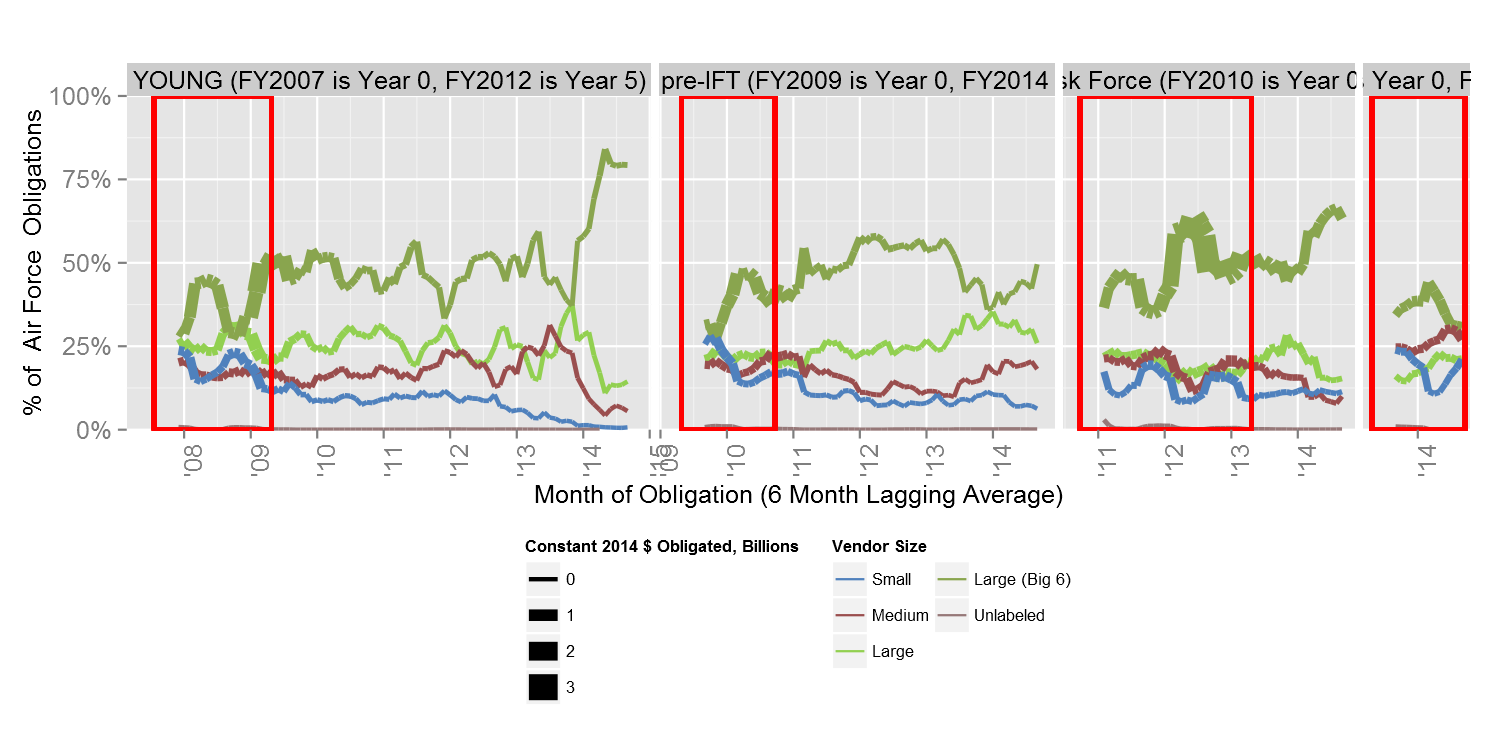 YOUNG (FY2007 is Year 0, FY2012 is Year 5)
pre-IFT (FY2009 is Year 0, FY2014
sk Force (FY2010 is Year 0
Year 0, F
% of Air Force Obligations
100%
75%
50%
25%
0%
'08 '09 '10 '11 '12 '13 '14 '15
'09 '10 '11 '12 '13 '14
'11 '12 '13 '14
'14
Month of Obligation (6 Month Lagging Average)
Constant 2014 $ Obligated, Billions
0
1
2
3
Vendor Size
Small
Medium
Large
Large (Big 6)
Unlabeled